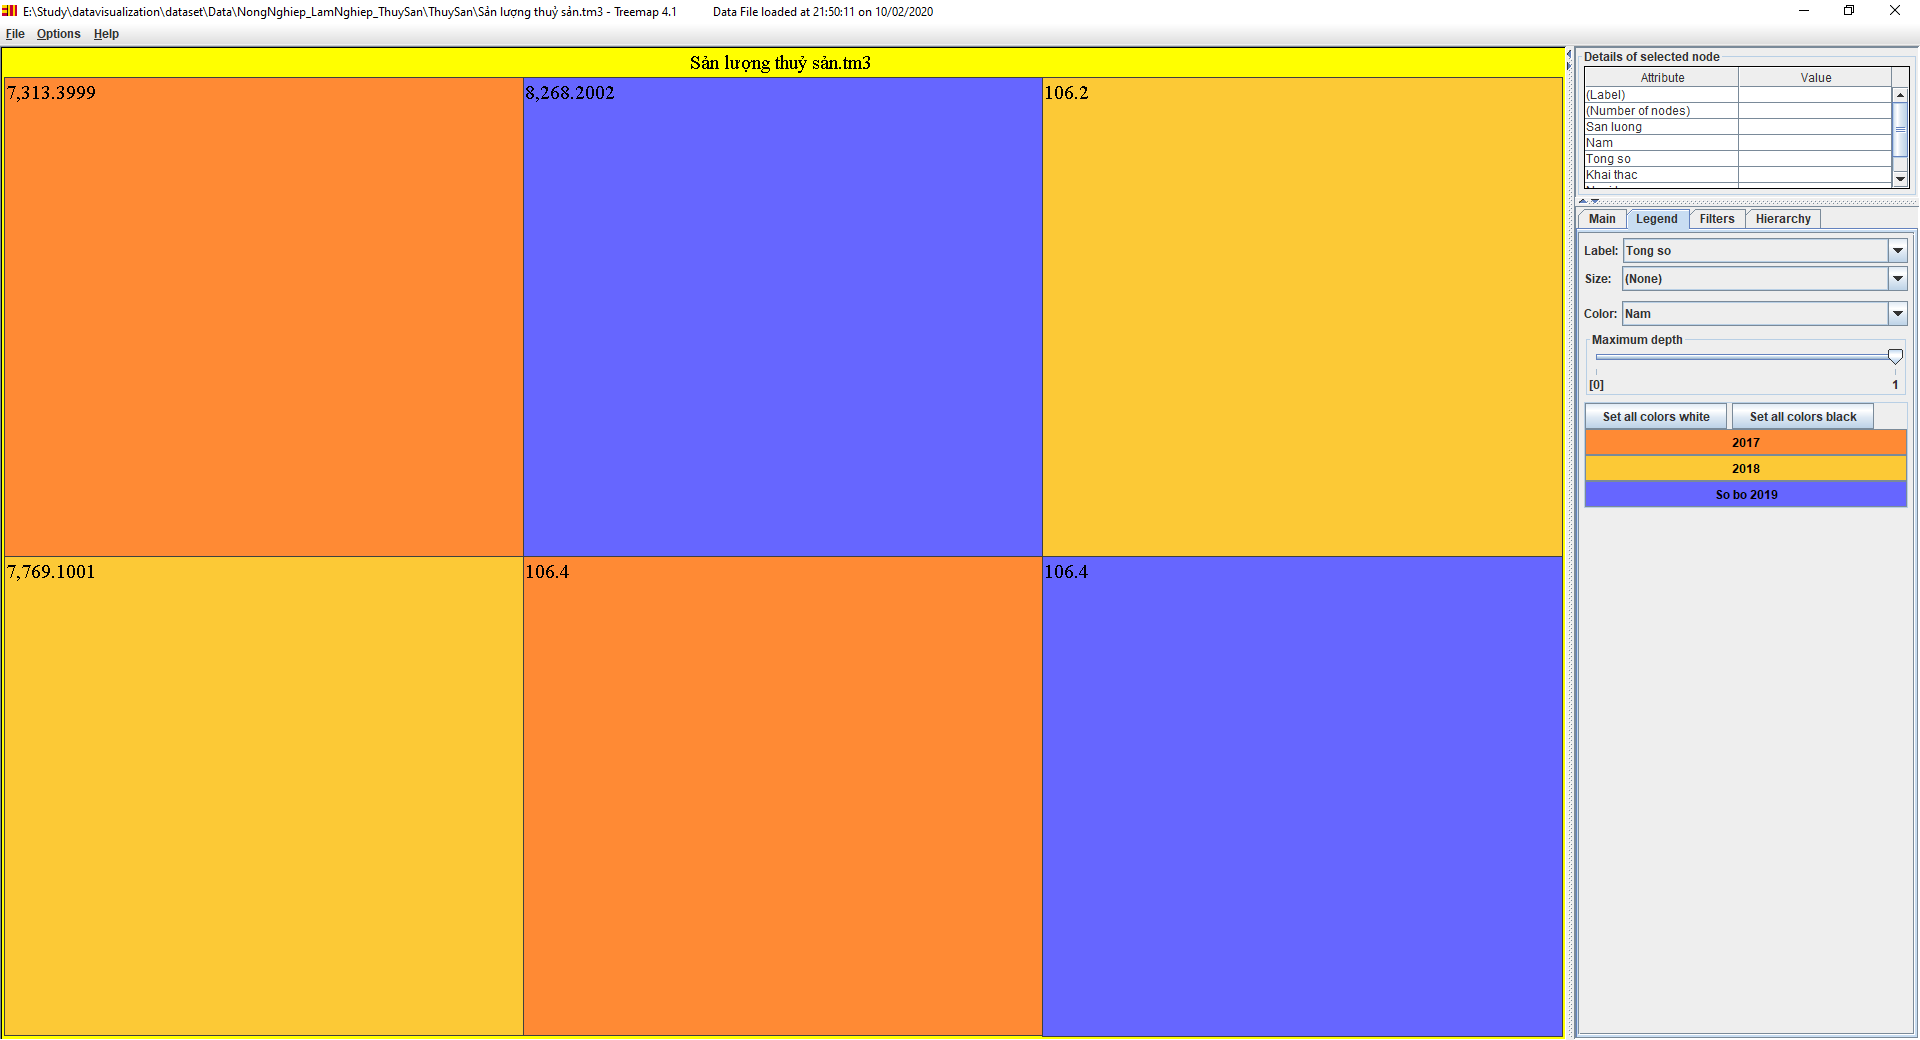 E:\Study\datavisualization\dataset\Data\NongNghiep_LamNghiep_ThuySan\ThuySan\Sản lượng thuỷ sản.tm3 - Treemap 4.1 Data File loaded at 21:50:11 on 10/02/2020
File Options Help
Sản lượng thuỷ sản.tm3
7,313.3999
8,268.2002
106.2
7,769.1001
106.4
106.4
Details of selected node
Attribute Value
(Label)
(Number of nodes)
San luong
Nam
Tong so
Khai thac
Main Legend Filters Hierarchy
Label: Tong so
Size: (None)
Color: Nam
Maximum depth
[0] 1
Set all colors white Set all colors black
2017
2018
So bo 2019